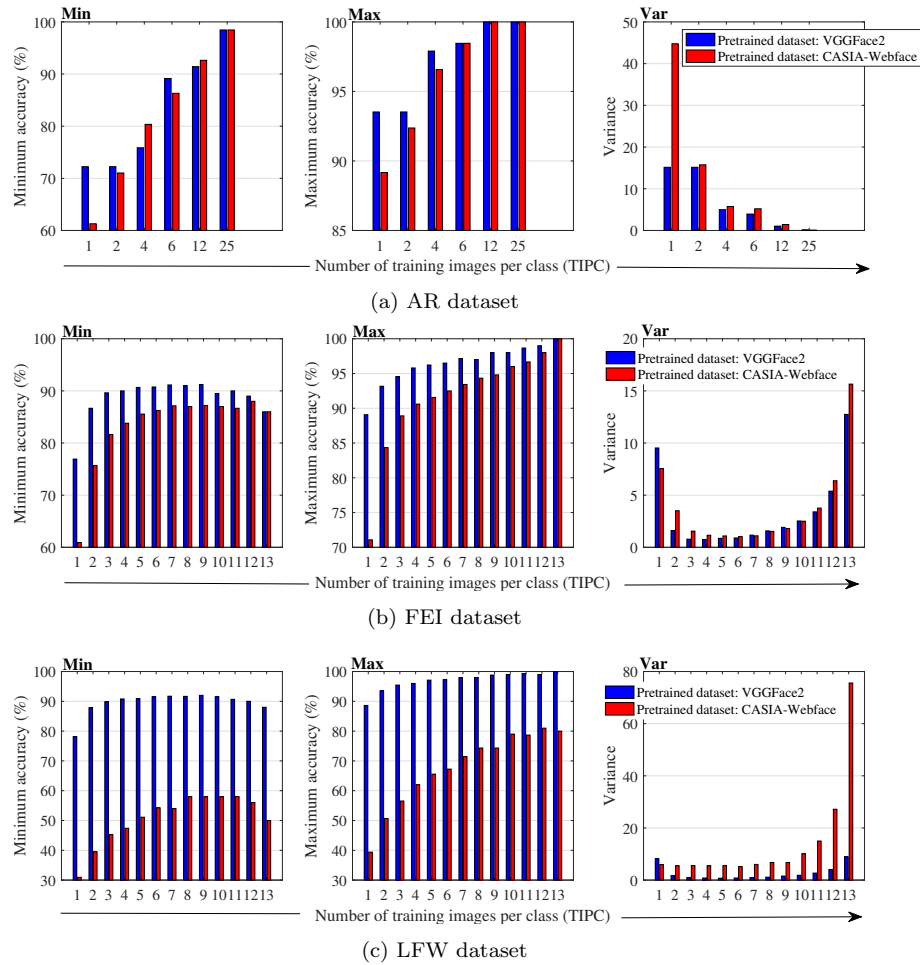 Min
Max
Var
100
90
80
70
60
Minimum accuracy (%)
1 2 4 6 12 25
100
95
90
85
Maximum accuracy (%)
1 2 4 6 12 25
50
40
30
20
10
0
Variance
Pretrained dataset: VGGFace2
Pretrained dataset: CASIA-Webface
1 2 4 6 12 25
Number of training images per class (TIPC)
(a) AR dataset
Min
Max
Var
100
90
80
70
60
Minimum accuracy (%)
1 2 3 4 5 6 7 8 9 10 11 12 13
100
95
90
85
80
75
70
Maximum accuracy (%)
1 2 3 4 5 6 7 8 9 10 11 12 13
20
15
10
5
0
Variance
Pretrained dataset: VGGFace2
Pretrained dataset: CASIA-Webface
1 2 3 4 5 6 7 8 9 10 11 12 13
Number of training images per class (TIPC)
(b) FEI dataset
Min
Max
Var
100
90
80
70
60
50
40
30
Minimum accuracy (%)
1 2 3 4 5 6 7 8 9 10 11 12 13
100
90
80
70
60
50
40
30
Maximum accuracy (%)
1 2 3 4 5 6 7 8 9 10 11 12 13
80
60
40
20
0
Variance
Pretrained dataset: VGGFace2
Pretrained dataset: CASIA-Webface
1 2 3 4 5 6 7 8 9 10 11 12 13
Number of training images per class (TIPC)
(c) LFW dataset